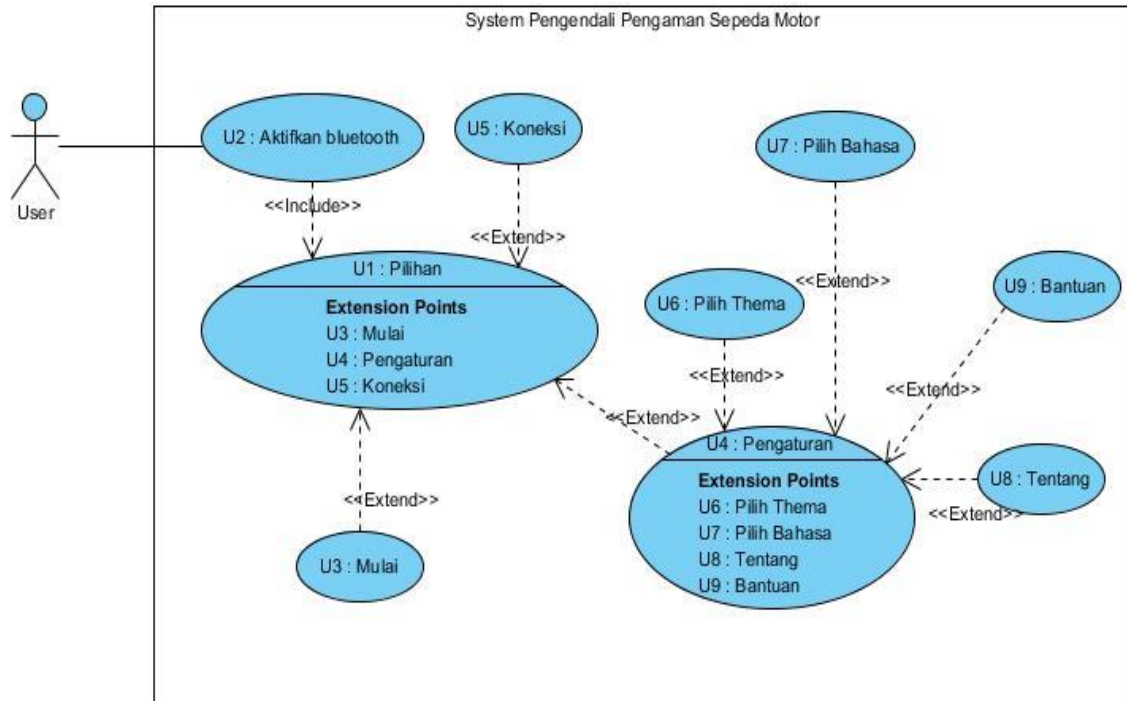 System Pengendali Pengaman Sepeda Motor
User
U2 : Aktifkan bluetooth
U5 : Koneksi
U7 : Pilih Bahasa
<<Include>>
<<Extend>>
U1 : Pilihan
Extension Points
U3 : Mulai
U4 : Pengaturan
U5 : Koneksi
U6 : Pilih Thema
<<Extend>>
U9 : Bantuan
<<Extend>>
<<Extend>>
<<Extend>>
U4 : Pengaturan
Extension Points
U6 : Pilih Thema
U7 : Pilih Bahasa
U8 : Tentang
U9 : Bantuan
U8 : Tentang
<<Extend>>
<<Extend>>
U3 : Mulai